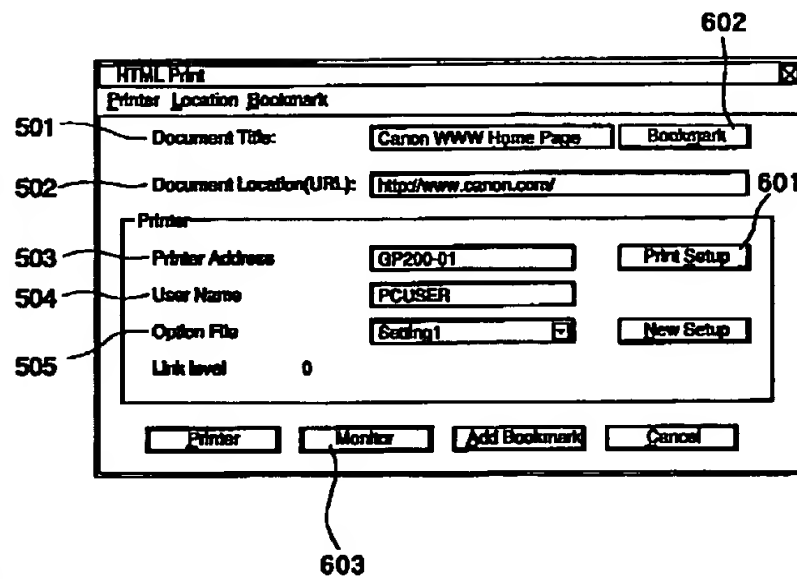 602
HTML Print
Printer Location Bookmark
501 Document Title: Canon WWW Home Page Bookmark
502 Document Location(URL): http://www.canon.com/
601
Printer
503 Printer Address GP200-01 Print Setup
504 User Name PCUSER
505 Option File Setting1 New Setup
Link level 0
Printer Monitor Add Bookmark Cancel
603